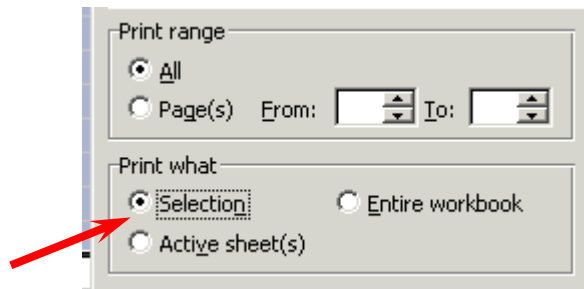 Print range
All
Page(s) From: To:
Print what
Selection Entire workbook
Active sheet(s)